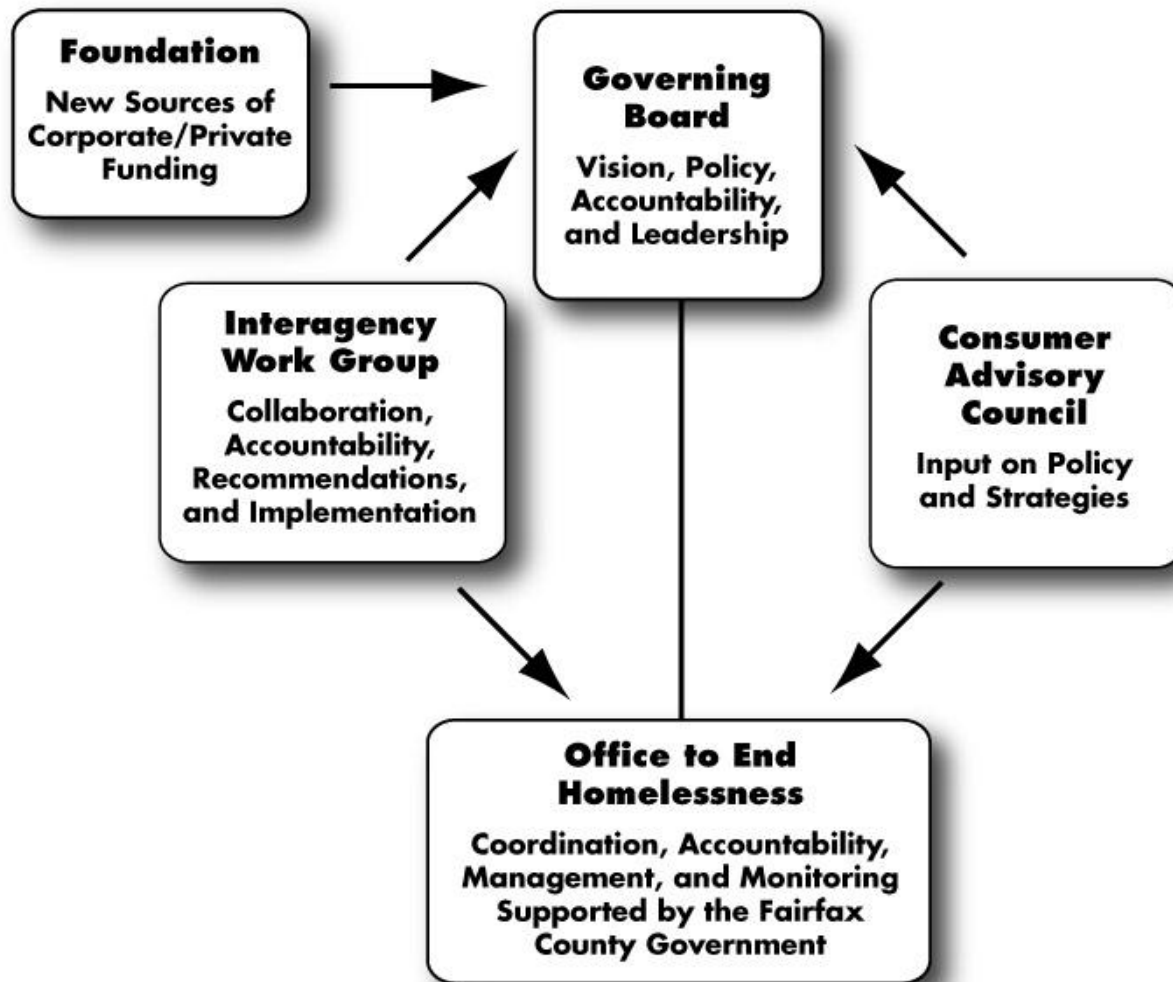 Foundation
New Sources of
Corporate/Private
Funding
Governing
Board
Vision, Policy,
Accountability,
and Leadership
Interagency
Work Group
Collaboration,
Accountability,
Recommendations,
and Implementation
Consumer
Advisory
Council
Input on Policy
and Strategies
Office to End
Homelessness
Coordination, Accountability,
Management, and Monitoring
Supported by the Fairfax
County Government